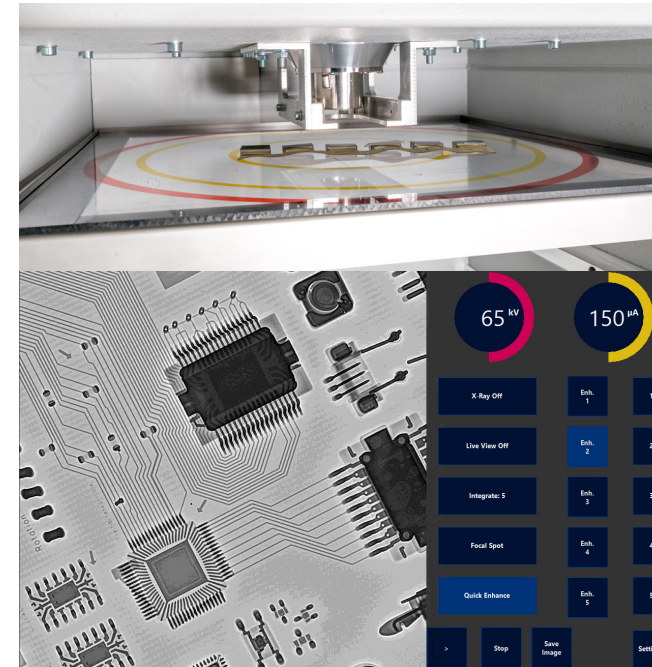 65 kV
150 µA
X-Ray Off
Enh.
1
Live View Off
Enh.
2
Integrate: 5
Enh.
3
Focal Spot
Enh.
4
Quick Enhance
Enh.
5
>
Stop
Save
Image
Rotation